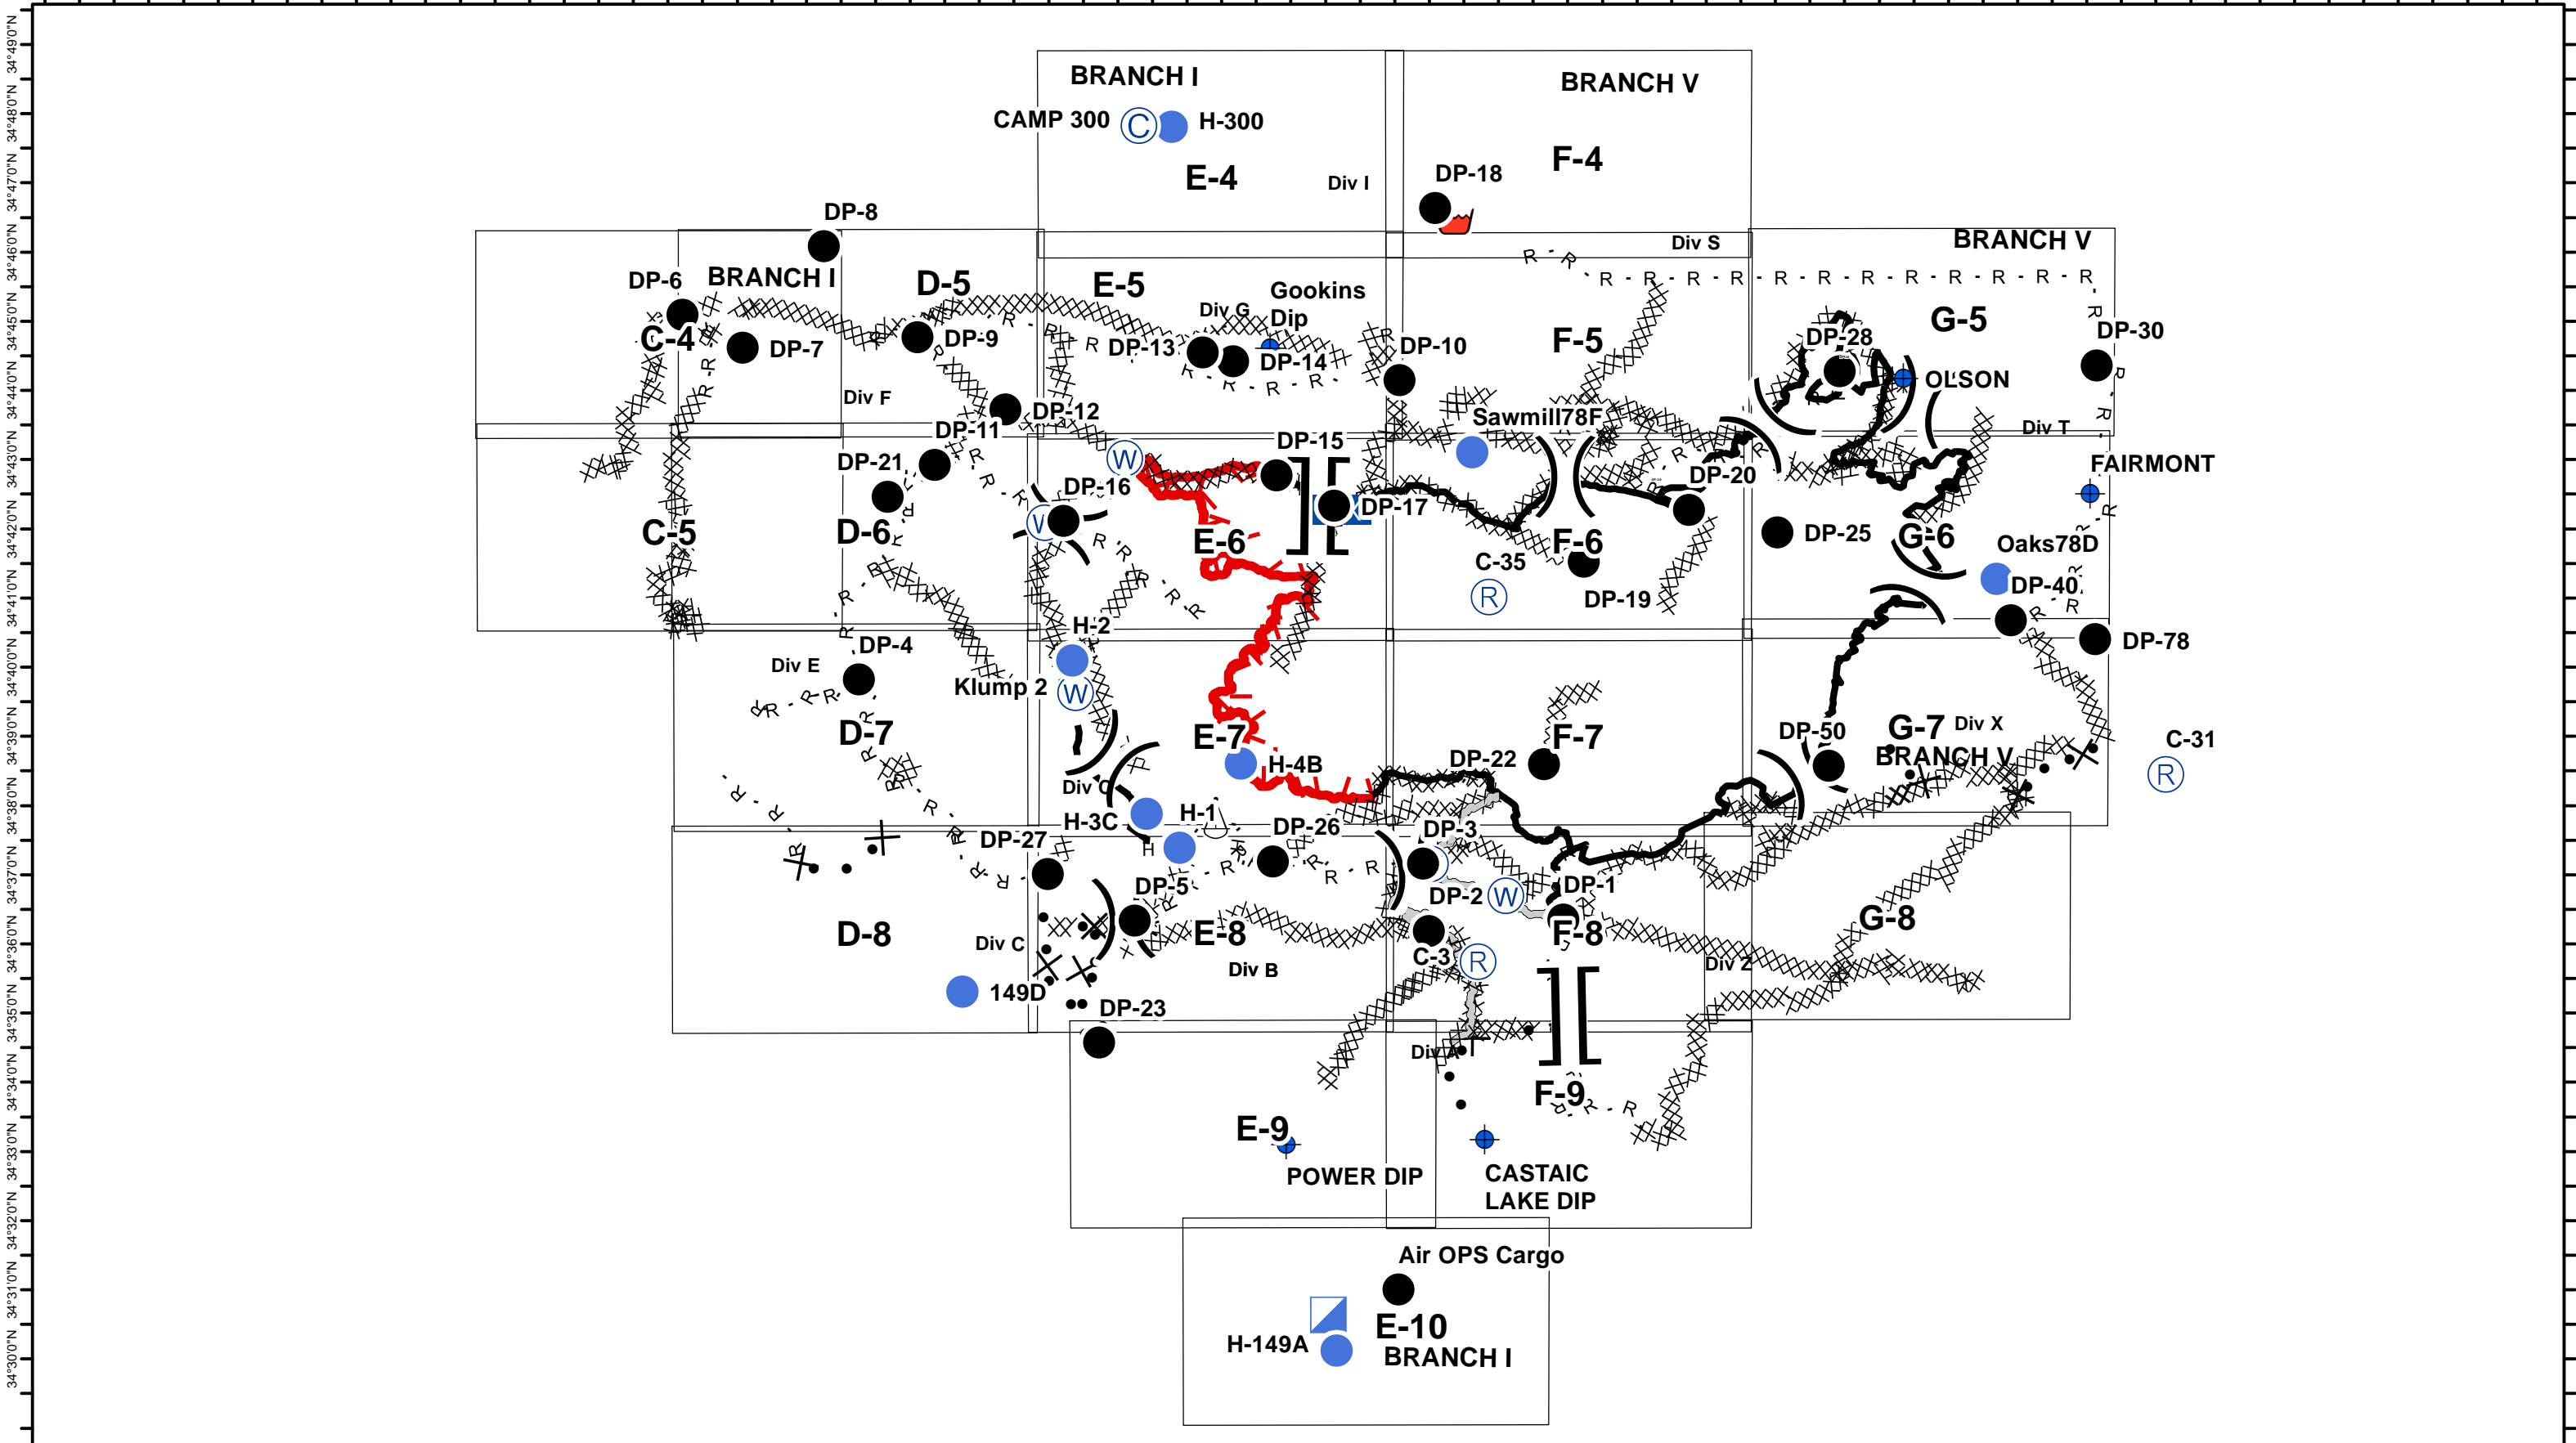 34°49'0"N
34°48'0"N
34°47'0"N
34°46'0"N
34°45'0"N
34°44'0"N
34°43'0"N
34°42'0"N
34°41'0"N
34°40'0"N
34°39'0"N
34°38'0"N
34°37'0"N
34°36'0"N
34°35'0"N
34°34'0"N
34°33'0"N
34°32'0"N
34°31'0"N
34°30'0"N
BRANCH I
BRANCH V
CAMP 300
C
H-300
F-4
E-4
Div I
DP-18
DP-8
Div S
BRANCH V
DP-6
BRANCH I
D-5
E-5
Gookins
Dip
Div G
G-5
C-4
DP-7
DP-9
DP-13
DP-14
DP-10
F-5
DP-28
DP-30
OLSON
Div F
DP-12
DP-11
Sawmill78F
Div T
DP-21
W
DP-15
DP-20
FAIRMONT
DP-16
W
DP-17
C-5
D-6
E-6
F-6
DP-25
G-6
Oaks78D
C-35
R
DP-19
DP-40
H-2
DP-4
Div E
DP-78
Klump 2
W
D-7
E-7
F-7
DP-50
G-7
Div X
C-31
R
BRANCH V
DP-22
H-4B
Div
H-3C
H-1
DP-26
DP-3
DP-27
DP-5
DP-2
W
DP-1
D-8
Div C
E-8
F-8
G-8
C-3
R
Div B
Div Z
149D
DP-23
Div A
F-9
E-9
POWER DIP
CASTAIC
LAKE DIP
Air OPS Cargo
E-10
H-149A
BRANCH I